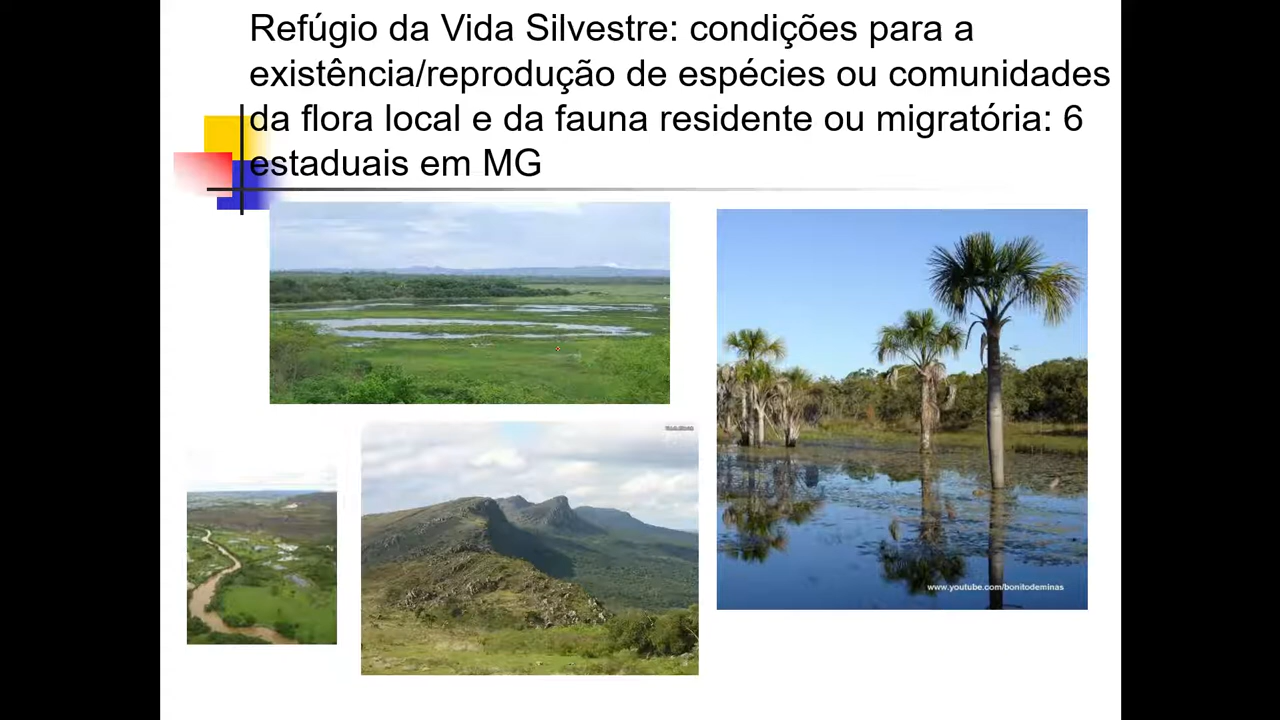 Refúgio da Vida Silvestre: condições para a
existência/reprodução de espécies ou comunidades
da flora local e da fauna residente ou migratória: 6
estaduais em MG
www.youtube.com/bonitodeminas